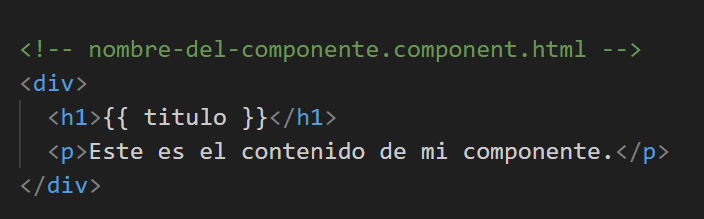 <!-- nombre-del-componente.component.html -->
<div>
  <h1>{{ titulo }}</h1>
  <p>Este es el contenido de mi componente.</p>
</div>